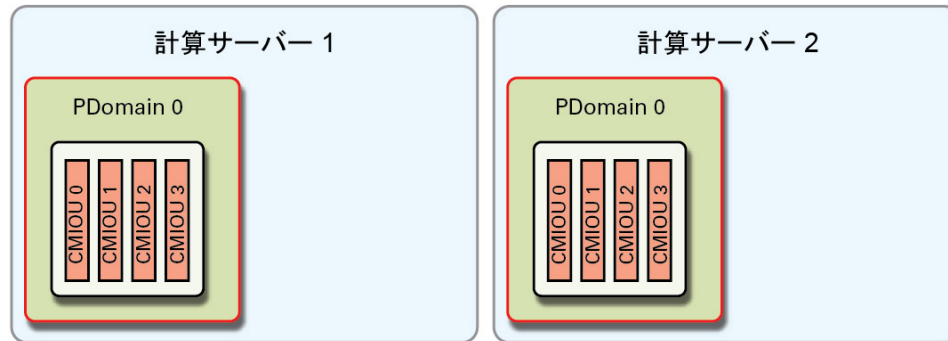 計算サーバー 1
PDomain 0
CMIOU 0
CMIOU 1
CMIOU 2
CMIOU 3
計算サーバー 2
PDomain 0
CMIOU 0
CMIOU 1
CMIOU 2
CMIOU 3